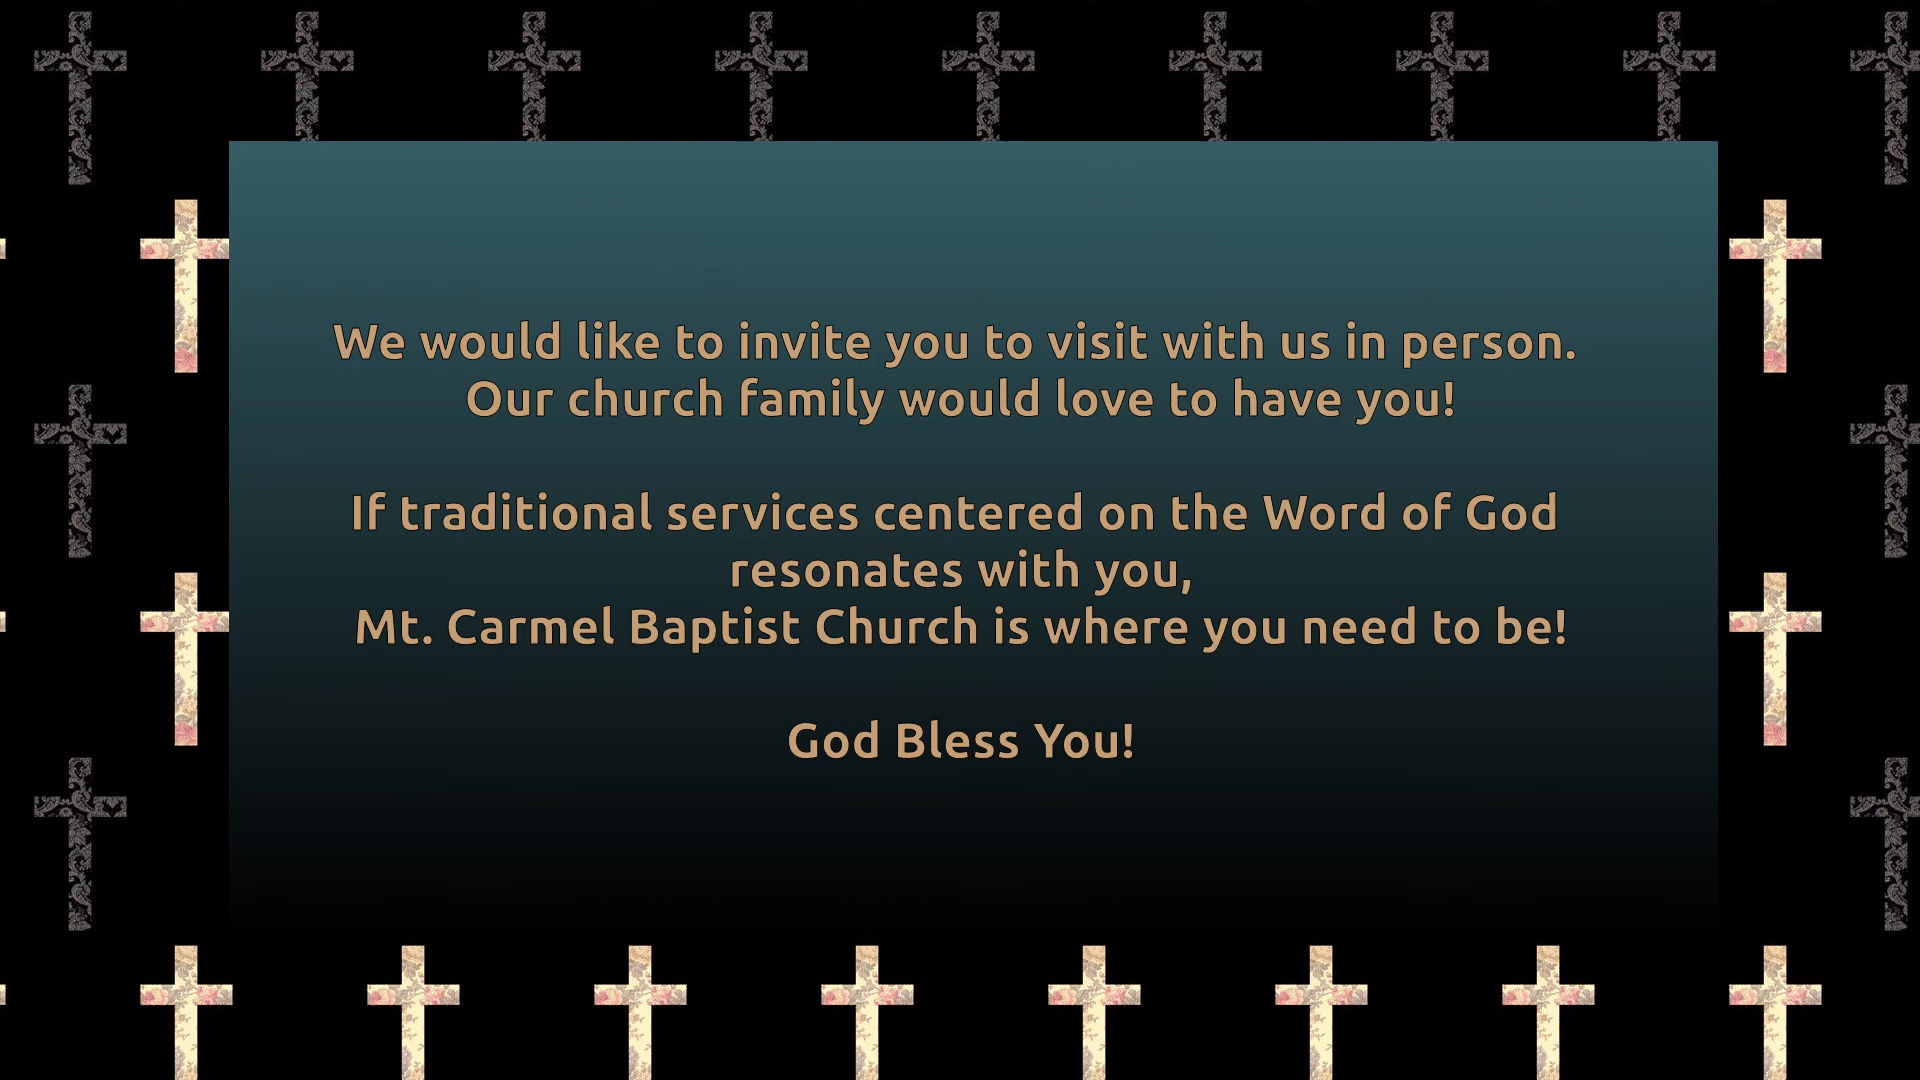 We would like to invite you to visit with us in person.
Our church family would love to have you!
If traditional services centered on the Word of God
resonates with you,
Mt. Carmel Baptist Church is where you need to be!
God Bless You!